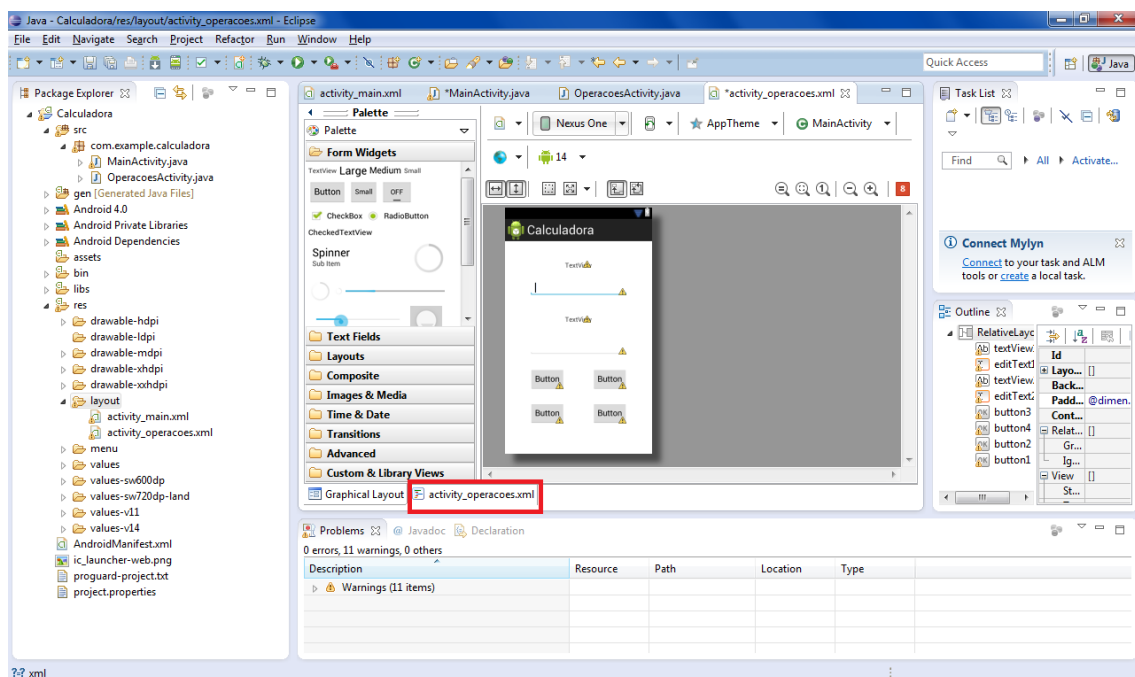 Java - Calculadora/res/layout/activity_operacoes.xml - Eclipse
File Edit Navigate Search Project Refactor Run Window Help
Quick Access
Java
Package Explorer
Calculadora
src
com.example.calculadora
MainActivity.java
OperacoesActivity.java
gen [Generated Java Files]
Android 4.0
Android Private Libraries
Android Dependencies
assets
bin
libs
res
drawable-hdpi
drawable-ldpi
drawable-mdpi
drawable-xhdpi
drawable-xxhdpi
layout
activity_main.xml
activity_operacoes.xml
menu
values
values-sw600dp
values-sw720dp-land
values-v11
values-v14
AndroidManifest.xml
ic_launcher-web.png
proguard-project.txt
project.properties
activity_main.xml *MainActivity.java OperacoesActivity.java *activity_operacoes.xml
Palette
Palette
Form Widgets
TextView Large Medium Small
Button Small OFF
CheckBox RadioButton
CheckedTextView
Spinner
Sub Item
Text Fields
Layouts
Composite
Images & Media
Time & Date
Transitions
Advanced
Custom & Library Views
Nexus One AppTheme MainActivity
14
8
Calculadora
TextView
TextView
Button Button
Button Button
Graphical Layout activity_operacoes.xml
Task List
Find All Activate...
Connect Mylyn
Connect to your task and ALM
tools or create a local task.
Outline
RelativeLayc
textView
editText1
textView
editText2
button3
button4
button2
button1
Id
Layo... []
Back...
Padd... @dimen.
Cont...
Relat... []
Gr...
Ig...
View []
St...
Problems Javadoc Declaration
0 errors, 11 warnings, 0 others
Description Resource Path Location Type
Warnings (11 items)
?-? xml